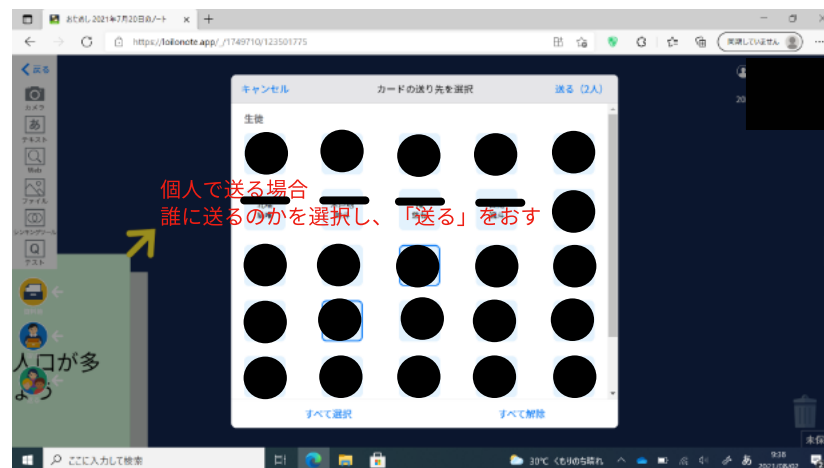 おためし 2021年7月20日のノート
https://loilonote.app/_/1749710/123501775
同期していません
戻る
カメラ
あ
テキスト
Web
ファイル
シンキングツール
Q
テスト
キャンセル
カードの送り先を選択
送る (2人)
生徒
個人で送る場合
誰に送るのかを選択し、「送る」をおす
人口が多
よう
すべて選択
すべて解除
20
未保
ここに入力して検索
30°C くもりのち晴れ
あ
9:38
2021/08/02